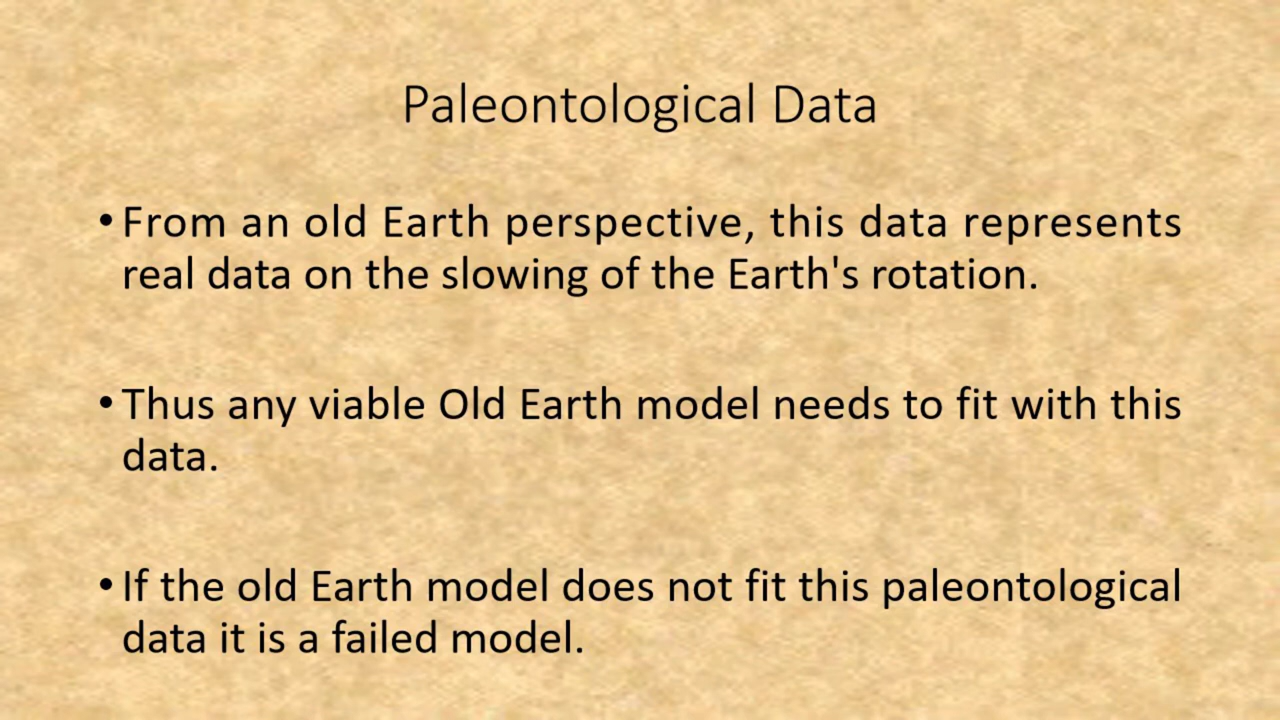 Paleontological Data
• From an old Earth perspective, this data represents
real data on the slowing of the Earth's rotation.
• Thus any viable Old Earth model needs to fit with this
data.
• If the old Earth model does not fit this paleontological
data it is a failed model.